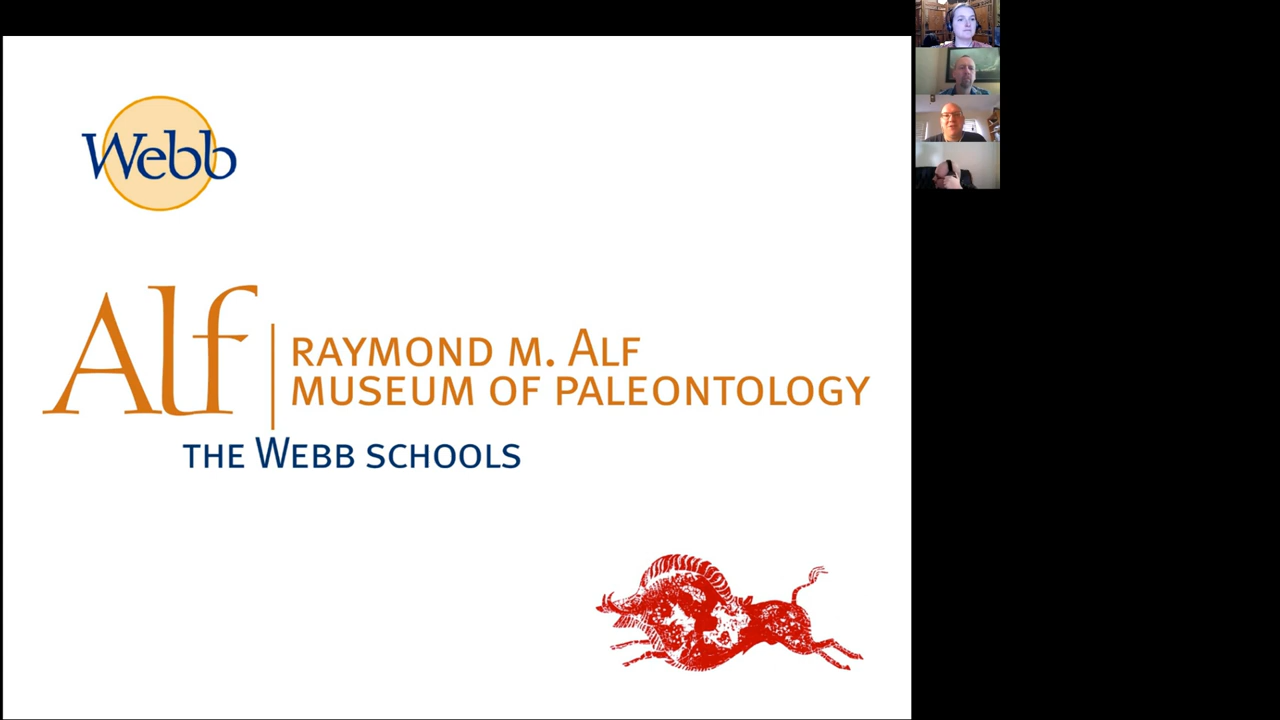 Webb
Alf
RAYMOND M. ALF
MUSEUM OF PALEONTOLOGY
THE WEBB SCHOOLS